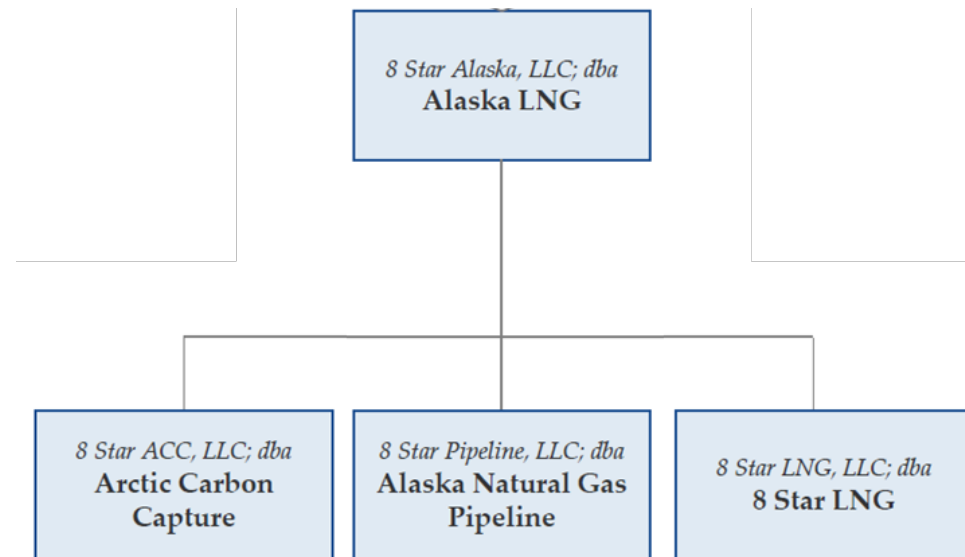 8 Star Alaska, LLC; dba
Alaska LNG
8 Star ACC, LLC; dba
Arctic Carbon
Capture
8 Star Pipeline, LLC; dba
Alaska Natural Gas
Pipeline
8 Star LNG, LLC; dba
8 Star LNG